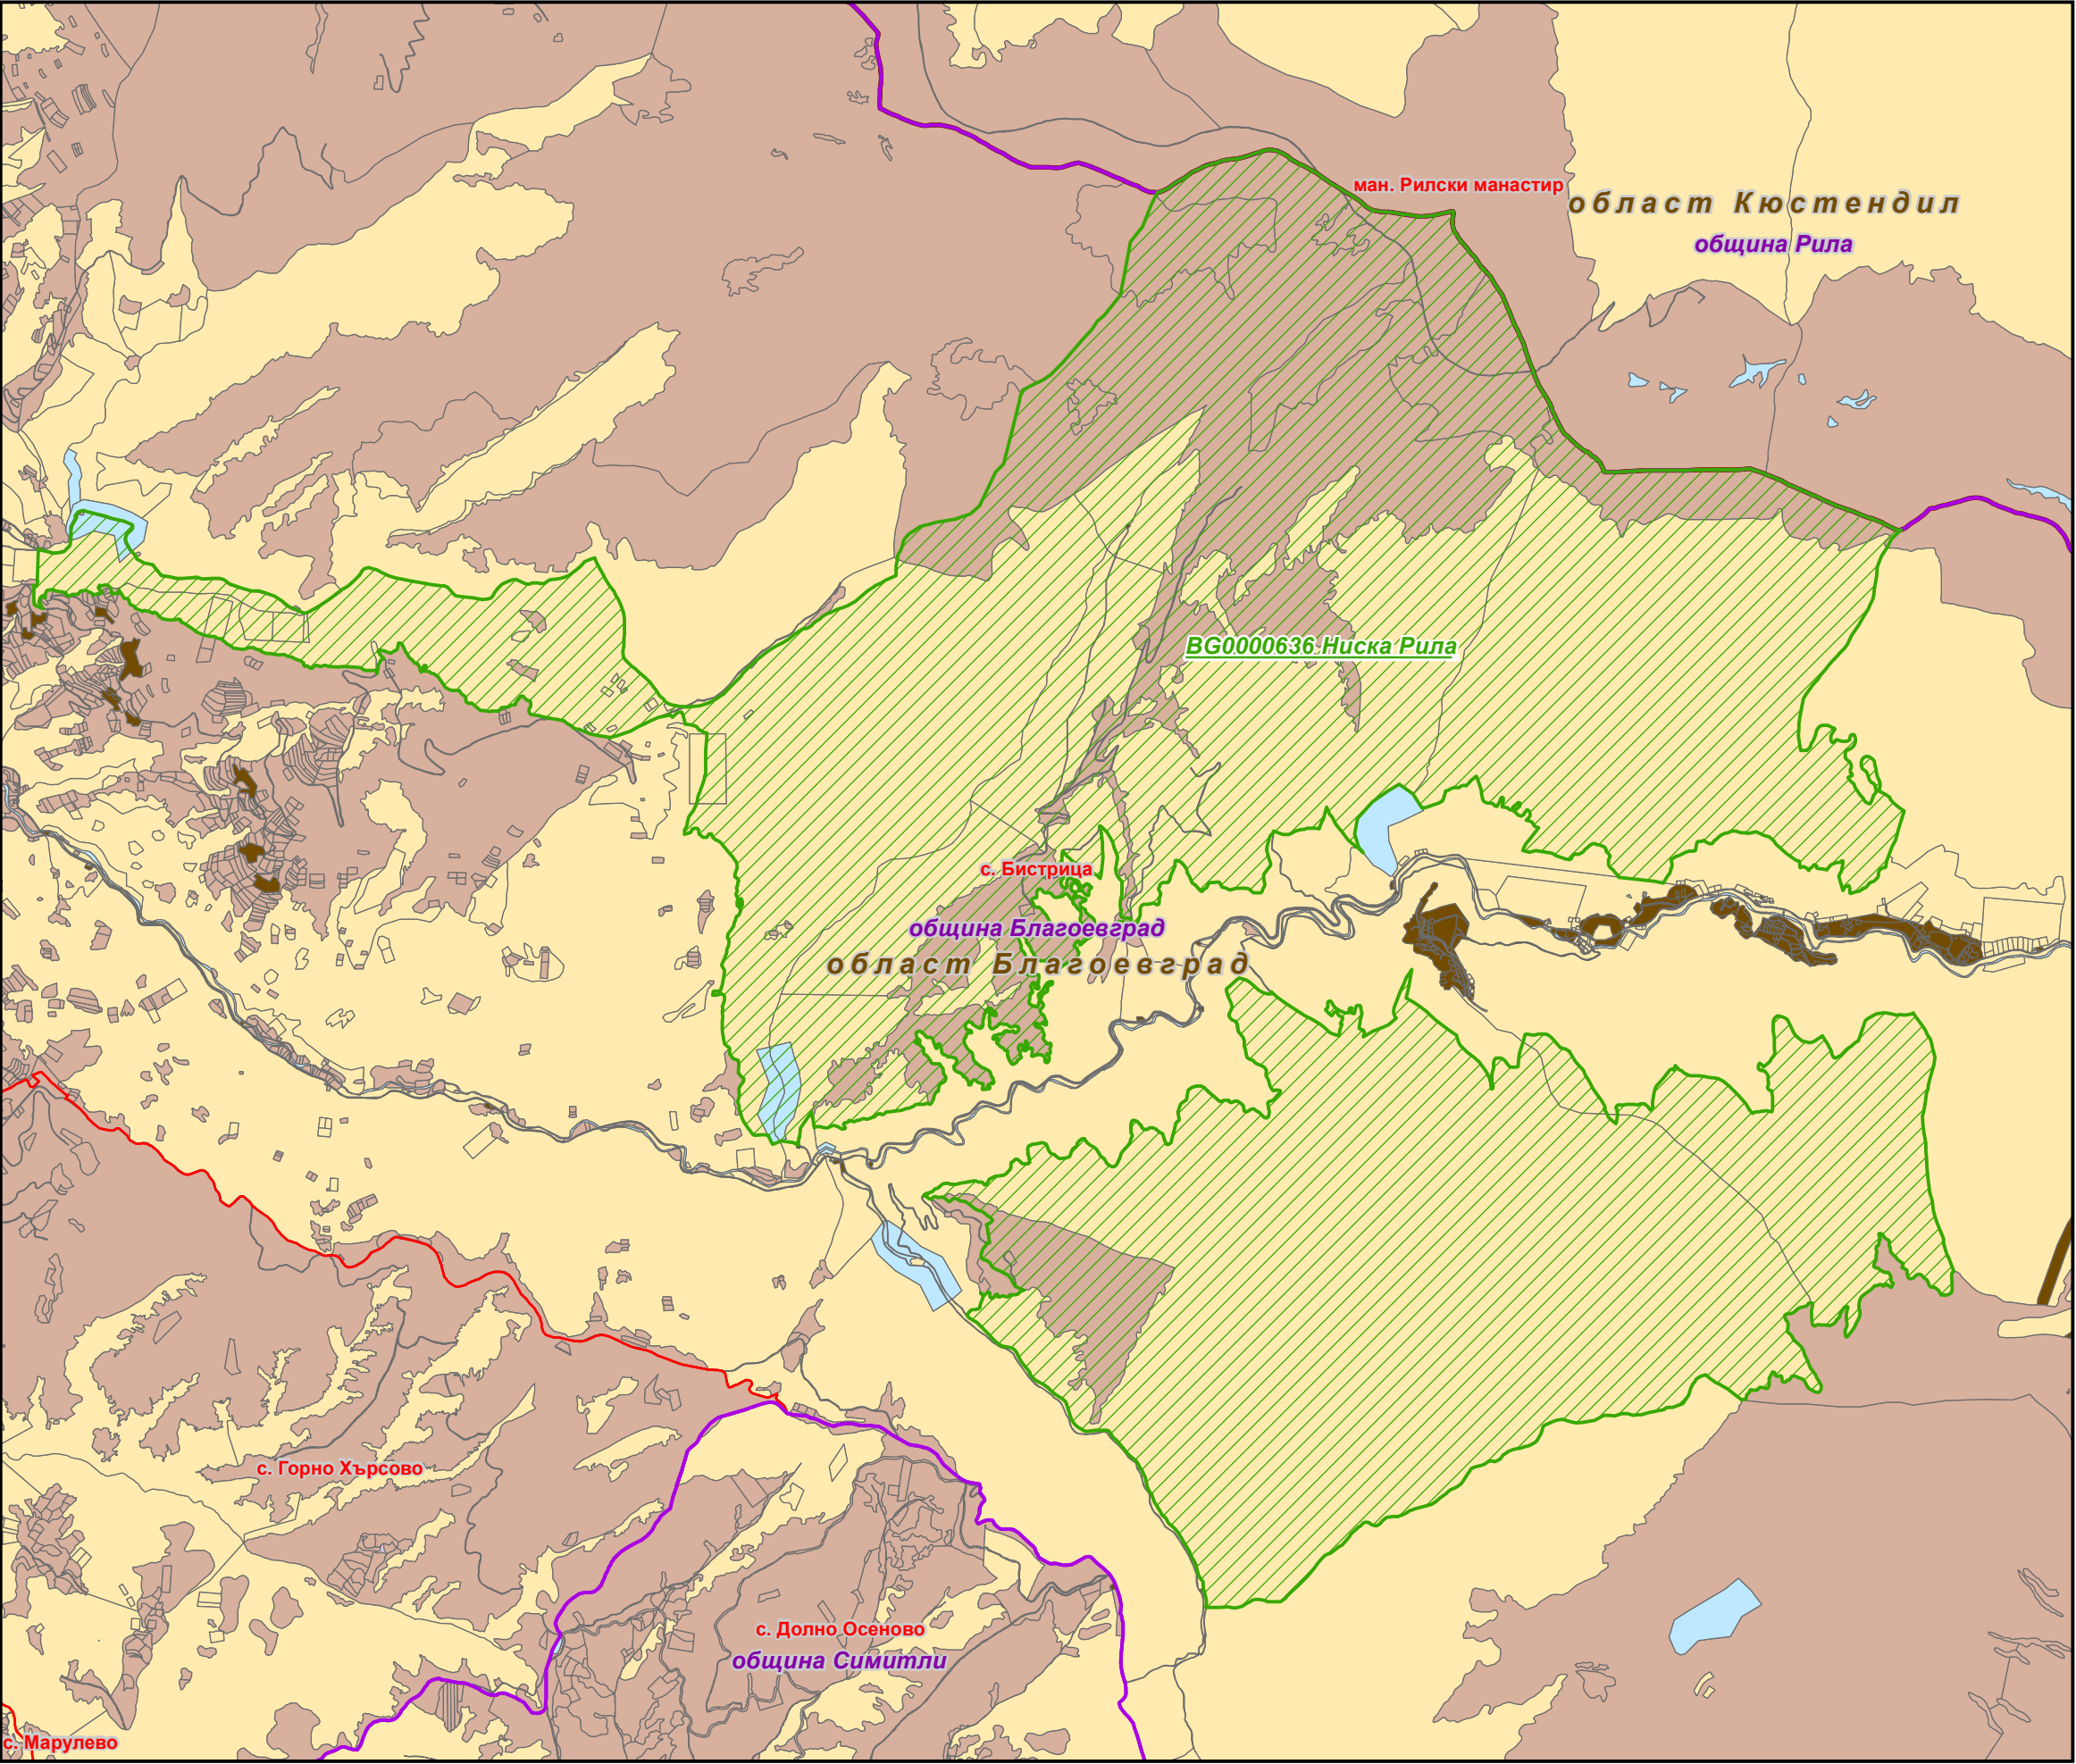 ман. Рилски манастир
област Кюстендил
община Рила
BG0000636 Ниска Рила
с. Бистрица
община Благоевград
област Благоевград
с. Горно Хърсово
с. Долно Осеново
община Симитли
с. Марулево